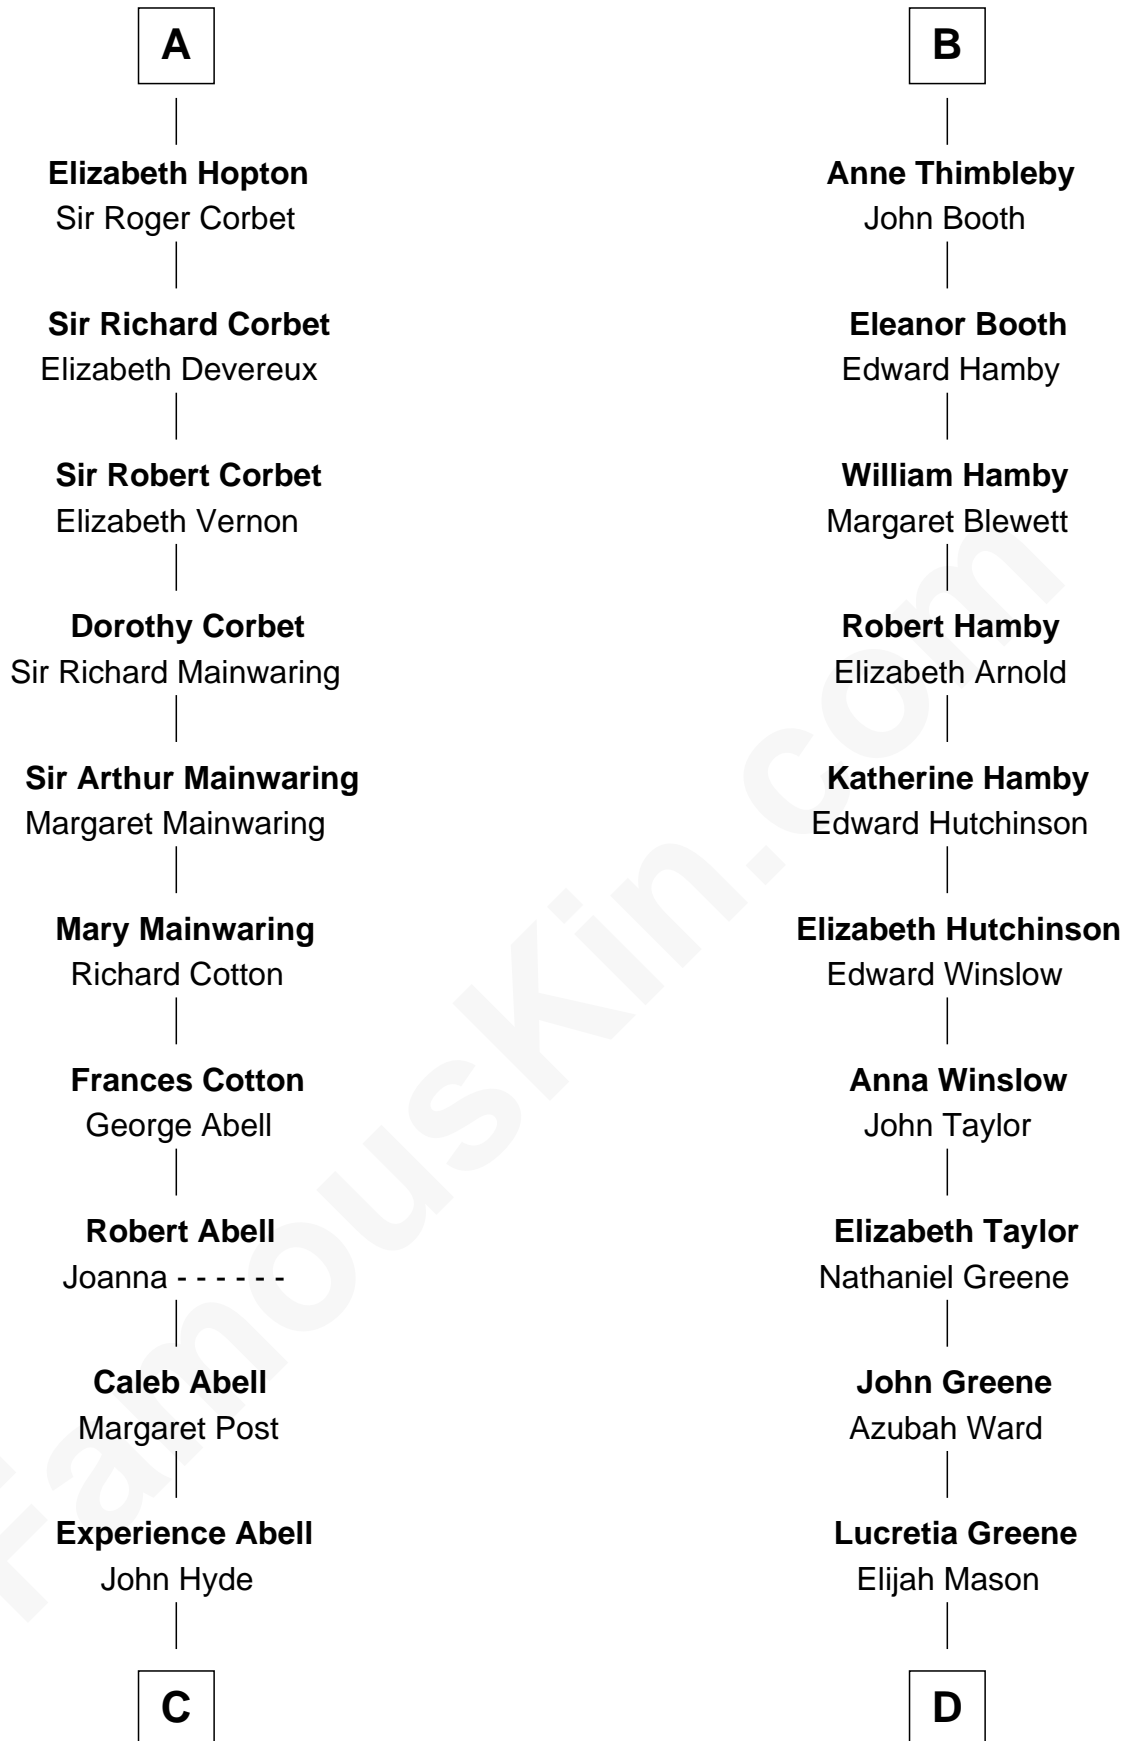 A
Elizabeth Hopton
Sir Roger Corbet
Sir Richard Corbet
Elizabeth Devereux
Sir Robert Corbet
Elizabeth Vernon
Dorothy Corbet
Sir Richard Mainwaring
Sir Arthur Mainwaring
Margaret Mainwaring
Mary Mainwaring
Richard Cotton
Frances Cotton
George Abell
Robert Abell
Joanna - - - - - -
Caleb Abell
Margaret Post
Experience Abell
John Hyde
C
B
Anne Thimbleby
John Booth
Eleanor Booth
Edward Hamby
William Hamby
Margaret Blewett
Robert Hamby
Elizabeth Arnold
Katherine Hamby
Edward Hutchinson
Elizabeth Hutchinson
Edward Winslow
Anna Winslow
John Taylor
Elizabeth Taylor
Nathaniel Greene
John Greene
Azubah Ward
Lucretia Greene
Elijah Mason
D
FamousKin.com